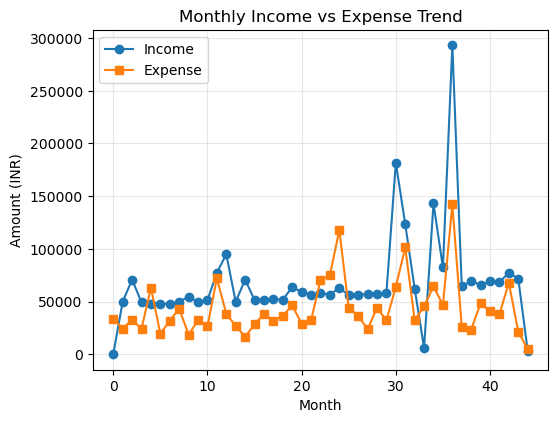 Monthly Income vs Expense Trend
Income
Expense
300000
250000
200000
150000
100000
50000
0
Amount (INR)
0 10 20 30 40
Month